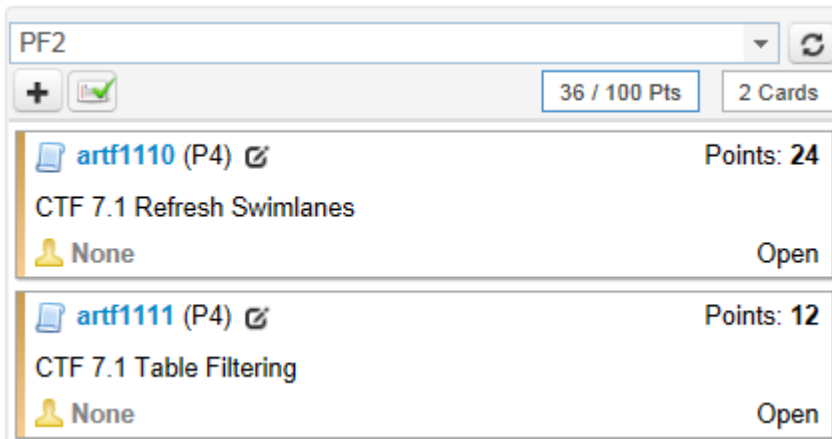 PF2
36 / 100 Pts 2 Cards
artf1110 (P4) Points: 24
CTF 7.1 Refresh Swimlanes
None Open
artf1111 (P4) Points: 12
CTF 7.1 Table Filtering
None Open